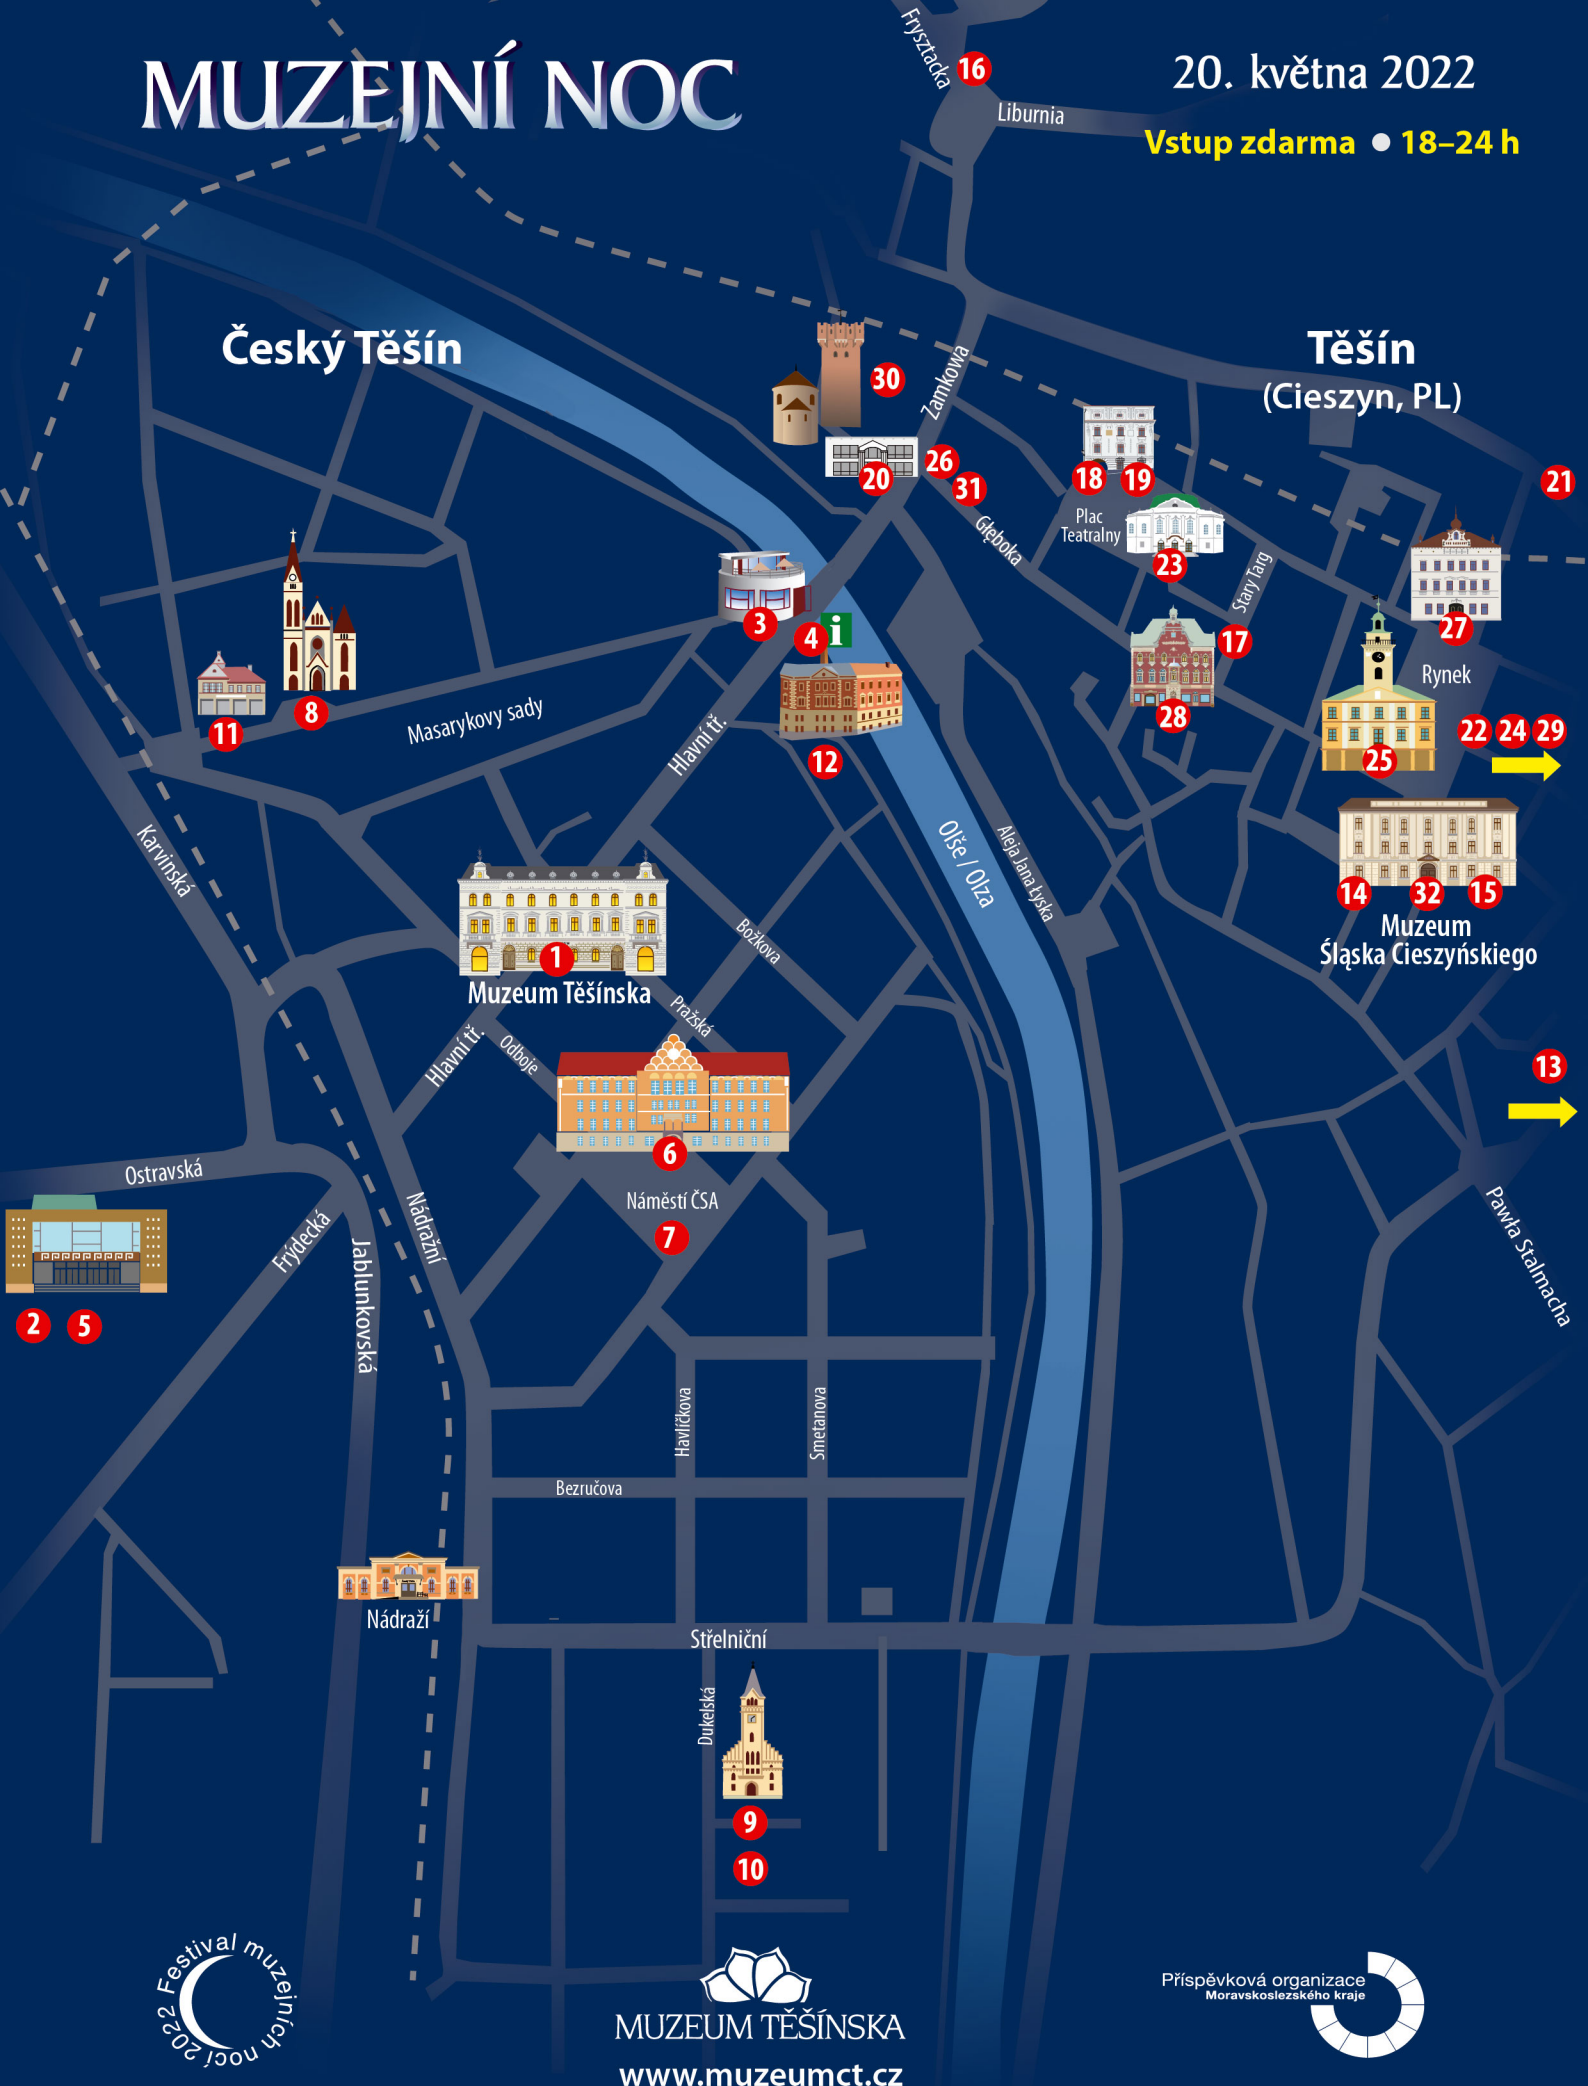 MUZEJNÍ NOC
20. května 2022
Vstup zdarma ● 18–24 h
Frysztacka
16
Liburnia
Český Těšín
Těšín
(Cieszyn, PL)
30
Zamkowa
20
26
31
18
19
21
Głęboka
Plac
Teatralny
23
Stary Targ
3
4
i
17
27
Rynek
11
8
Masarykovy sady
Hlavní tř.
12
28
25
22
24
29
Karvinská
Olše / Olza
Aleja Jana Łyska
14
32
15
Muzeum
Śląska Cieszyńskiego
1
Muzeum Těšínska
Božkova
Pražská
Hlavní tř.
Odboje
13
6
Náměstí ČSA
7
Ostravská
Frýdecká
Jablunkovská
Nádražní
2
5
Pawła Stalmacha
Havlíčkova
Smetanova
Bezručova
Nádraží
Střelniční
Dukelská
9
10
Festival muzejních nocí 2022
MUZEUM TĚŠÍNSKA
www.muzeumct.cz
Příspěvková organizace
Moravskoslezského kraje